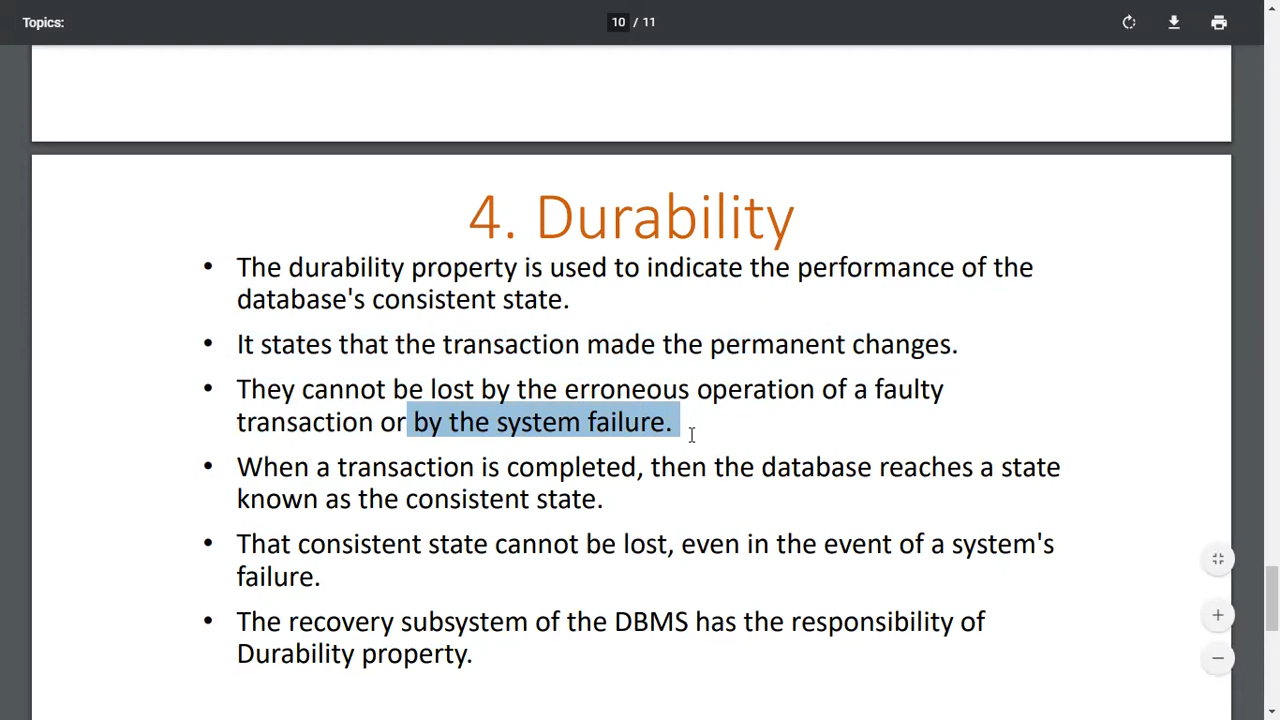 Topics:
10 / 11
4. Durability
• The durability property is used to indicate the performance of the
database's consistent state.
• It states that the transaction made the permanent changes.
• They cannot be lost by the erroneous operation of a faulty
transaction or by the system failure.
• When a transaction is completed, then the database reaches a state
known as the consistent state.
• That consistent state cannot be lost, even in the event of a system's
failure.
• The recovery subsystem of the DBMS has the responsibility of
Durability property.